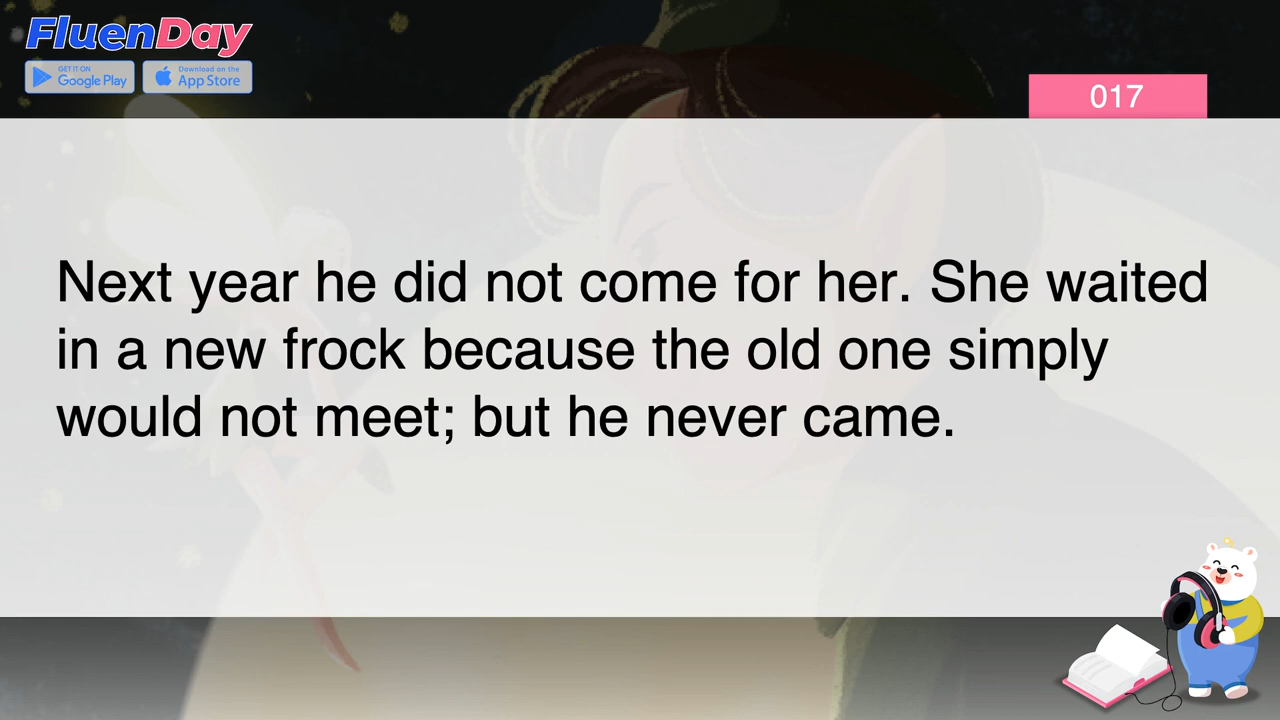 FluenDay
GET IT ON
Google Play
Download on the
App Store
017
Next year he did not come for her. She waited
in a new frock because the old one simply
would not meet; but he never came.